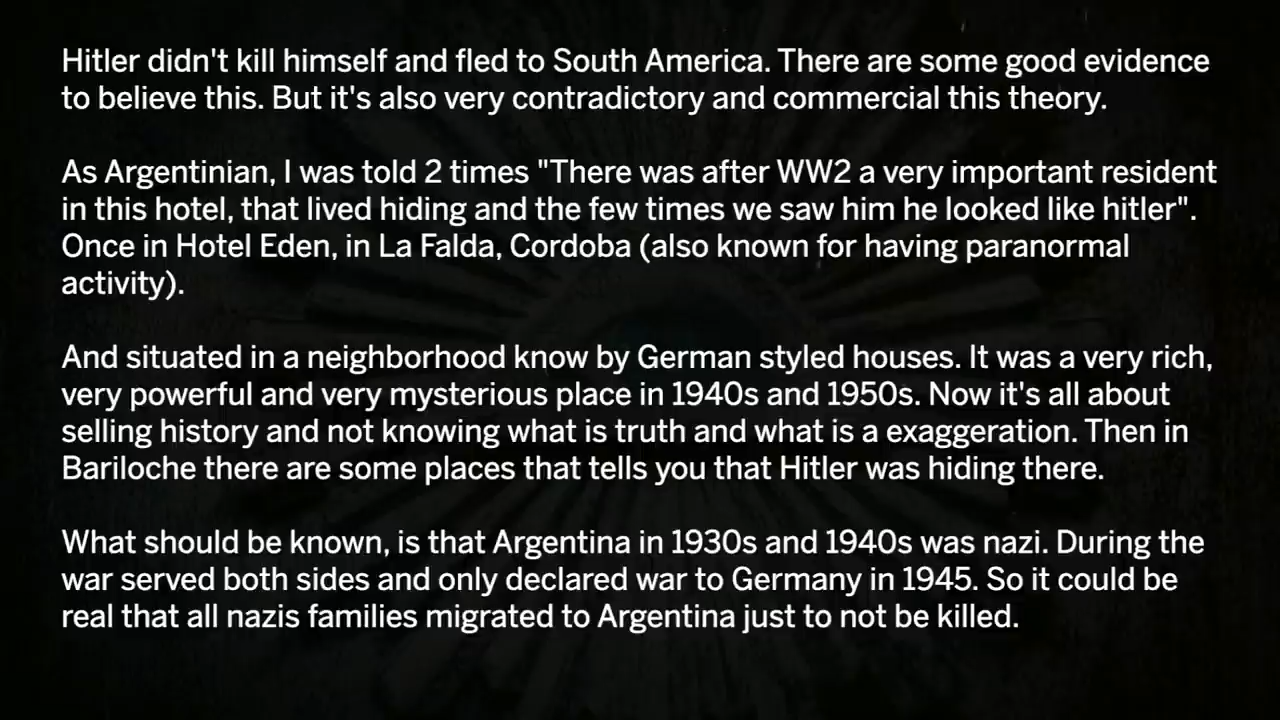 Hitler didn't kill himself and fled to South America. There are some good evidence
to believe this. But it's also very contradictory and commercial this theory.
As Argentinian, I was told 2 times "There was after WW2 a very important resident
in this hotel, that lived hiding and the few times we saw him he looked like hitler".
Once in Hotel Eden, in La Falda, Cordoba (also known for having paranormal
activity).
And situated in a neighborhood know by German styled houses. It was a very rich,
very powerful and very mysterious place in 1940s and 1950s. Now it's all about
selling history and not knowing what is truth and what is a exaggeration. Then in
Bariloche there are some places that tells you that Hitler was hiding there.
What should be known, is that Argentina in 1930s and 1940s was nazi. During the
war served both sides and only declared war to Germany in 1945. So it could be
real that all nazis families migrated to Argentina just to not be killed.